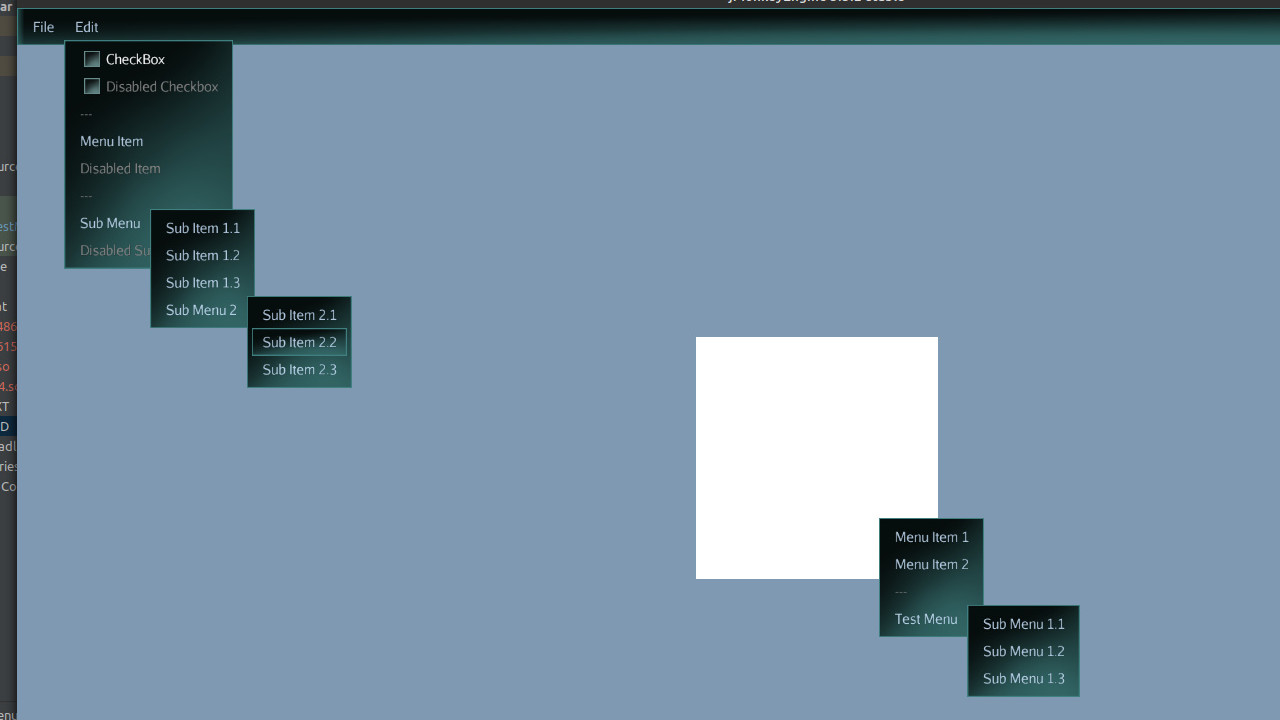 File Edit
CheckBox
Disabled Checkbox
---
Menu Item
Disabled Item
---
Sub Menu
Disabled Su
Sub Item 1.1
Sub Item 1.2
Sub Item 1.3
Sub Menu 2
Sub Item 2.1
Sub Item 2.2
Sub Item 2.3
Menu Item 1
Menu Item 2
---
Test Menu
Sub Menu 1.1
Sub Menu 1.2
Sub Menu 1.3